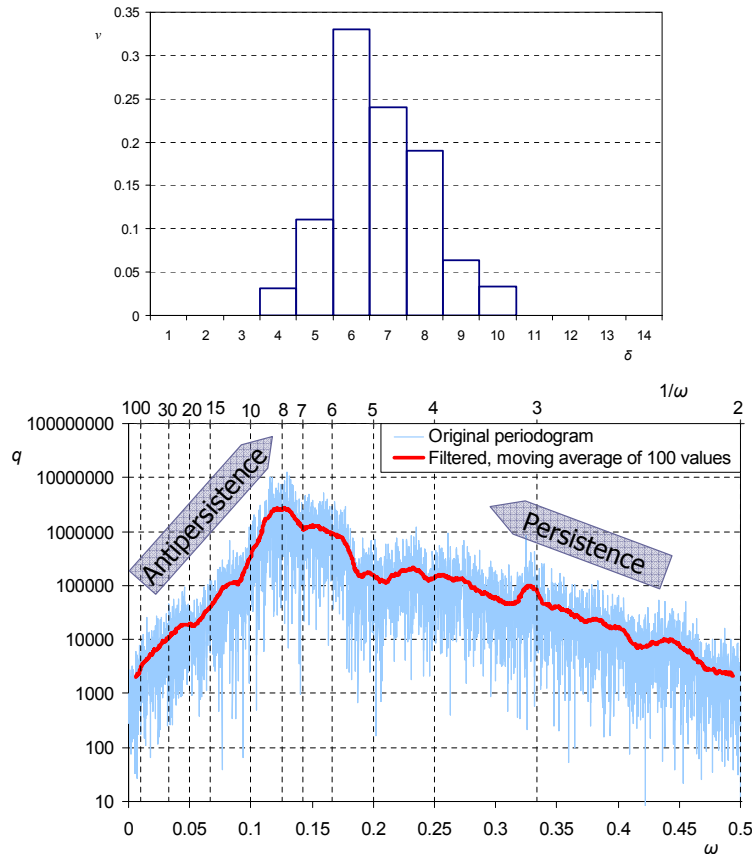 0.35
ν
0.3
0.25
0.2
0.15
0.1
0.05
0
1 2 3 4 5 6 7 8 9 10 11 12 13 14
δ
1/ω
100 30 20 15 10 8 7 6 5 4 3 2
100000000
q
Original periodogram
Filtered, moving average of 100 values
10000000
Antipersistence
Persistence
1000000
100000
10000
1000
100
10
0 0.05 0.1 0.15 0.2 0.25 0.3 0.35 0.4 0.45 0.5
ω